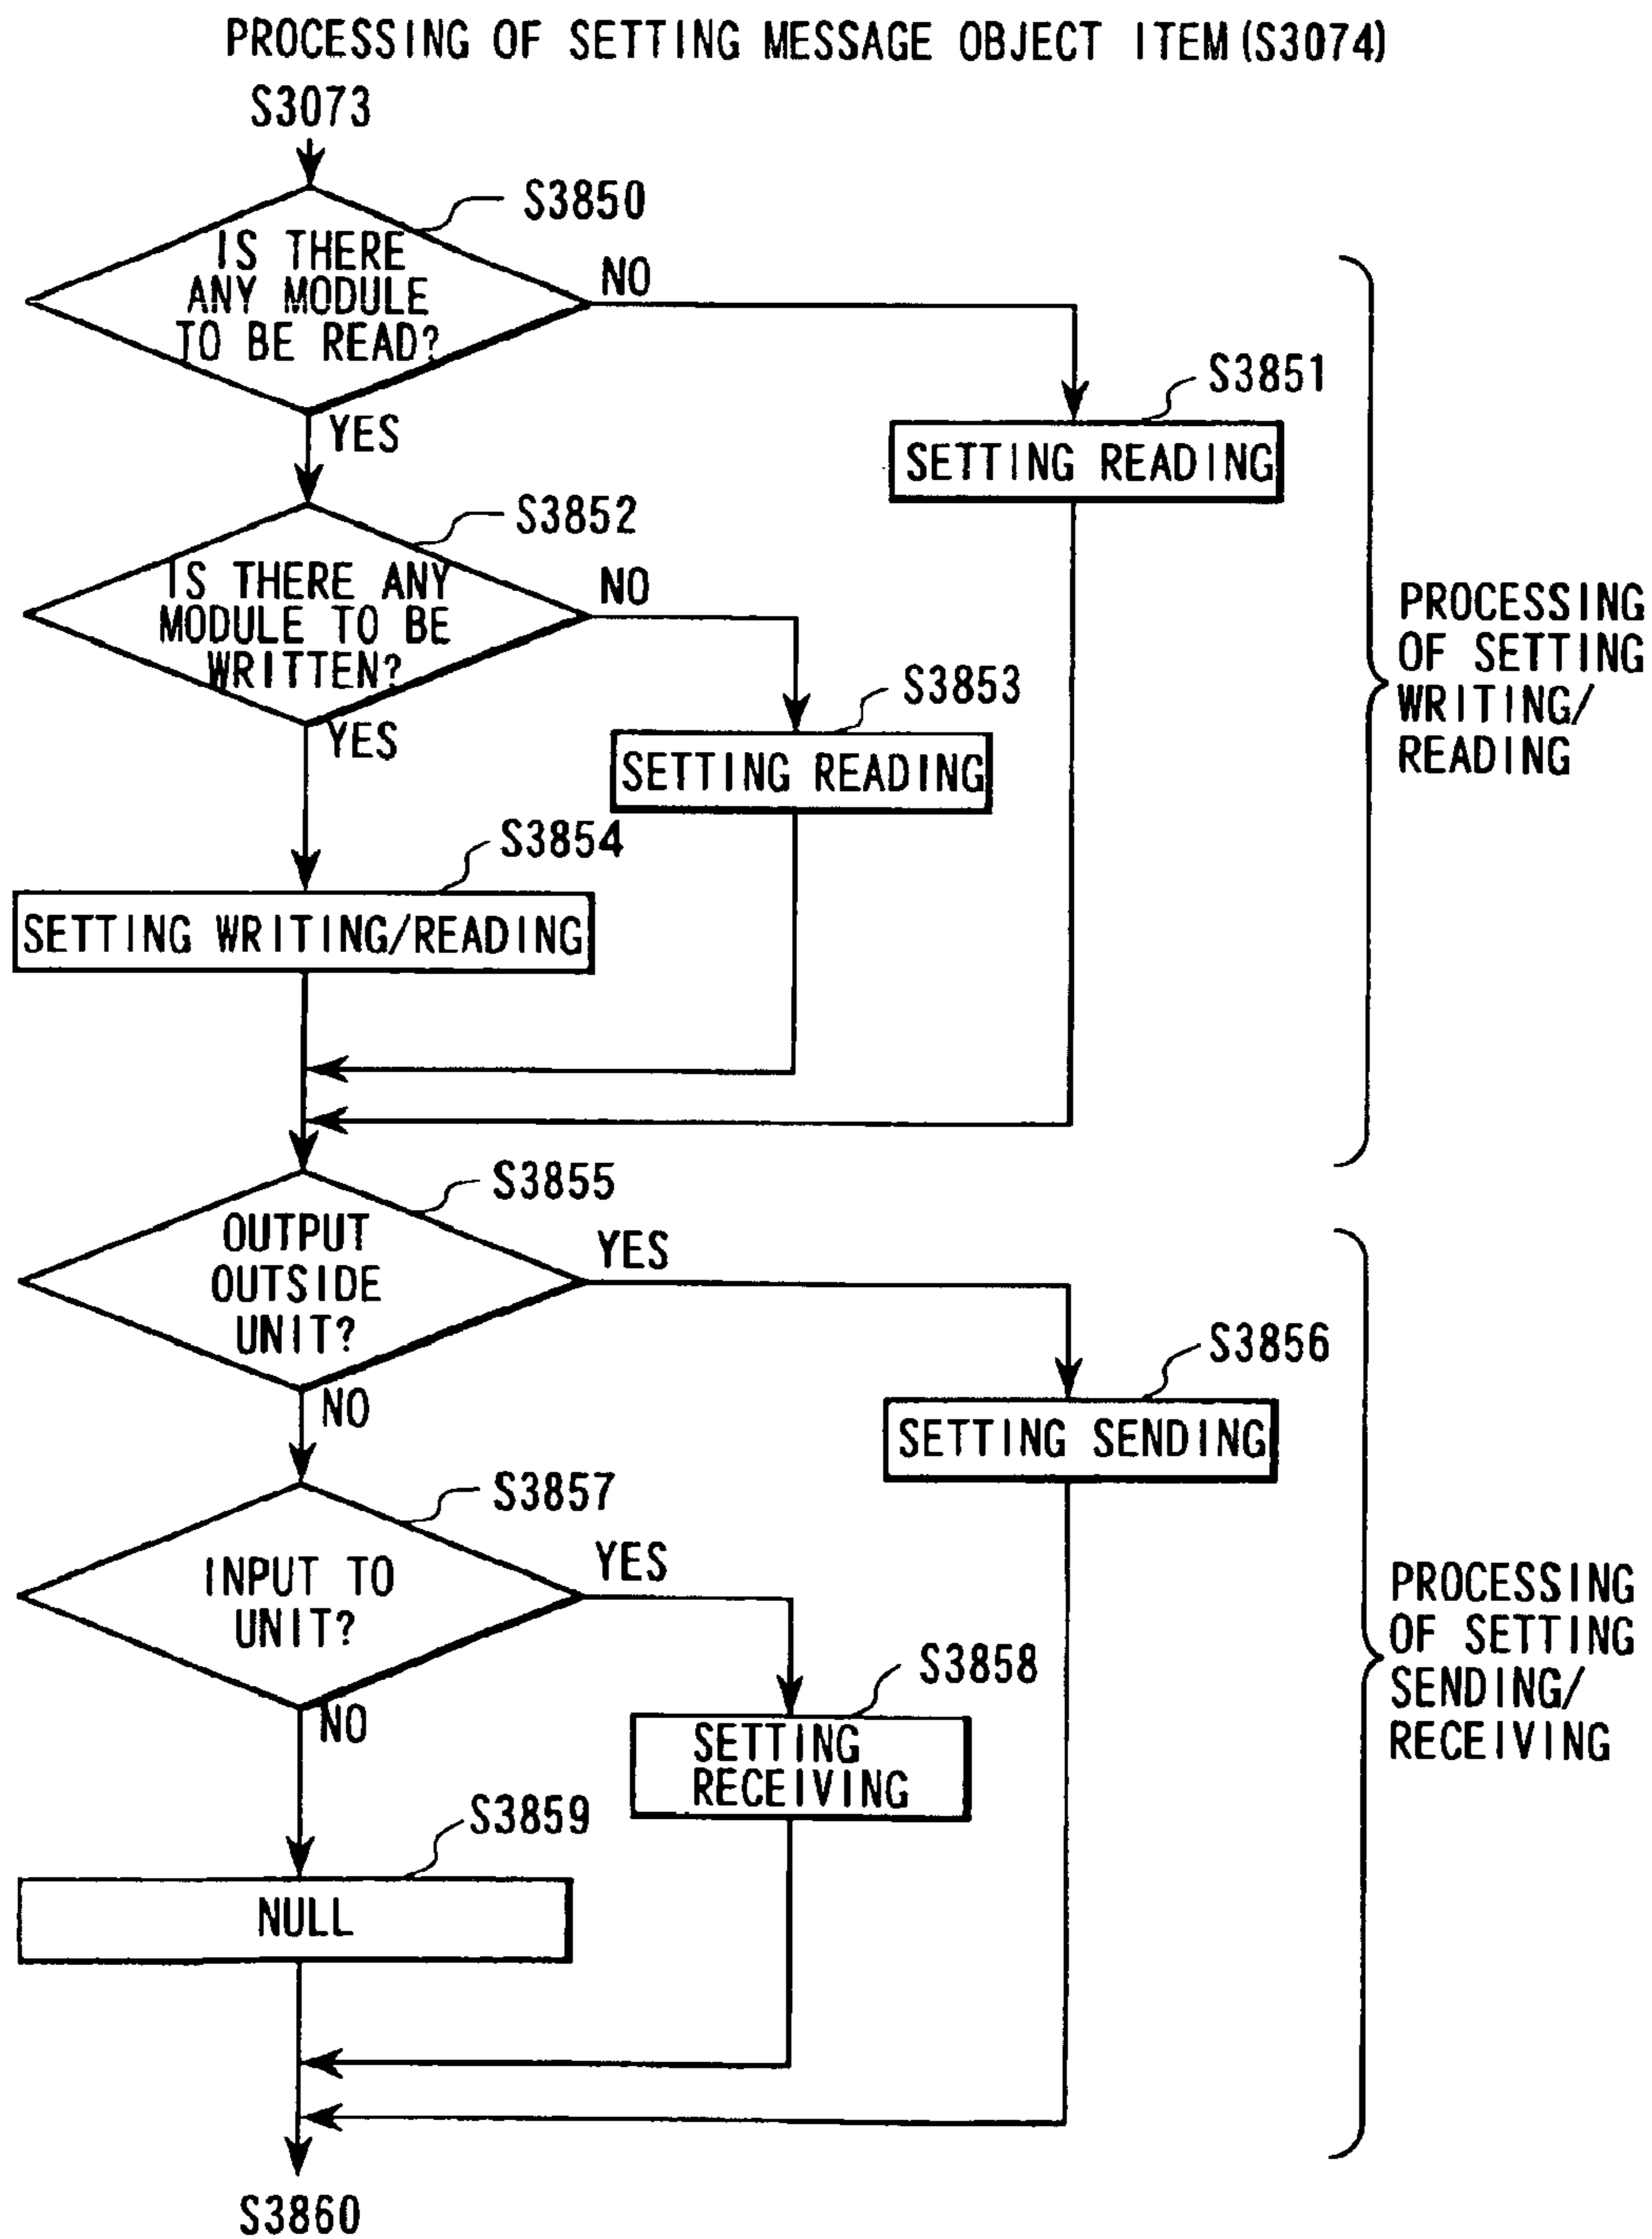 PROCESSING OF SETTING MESSAGE OBJECT ITEM (S3074)
S3073
S3850
IS THERE
ANY MODULE
TO BE READ?
NO
YES
S3851
SETTING READING
S3852
IS THERE ANY
MODULE TO BE
WRITTEN?
NO
YES
S3853
SETTING READING
S3854
SETTING WRITING/READING
PROCESSING
OF SETTING
WRITING/
READING
S3855
OUTPUT
OUTSIDE
UNIT?
YES
NO
S3856
SETTING SENDING
S3857
INPUT TO
UNIT?
YES
NO
S3858
SETTING
RECEIVING
S3859
NULL
PROCESSING
OF SETTING
SENDING/
RECEIVING
S3860